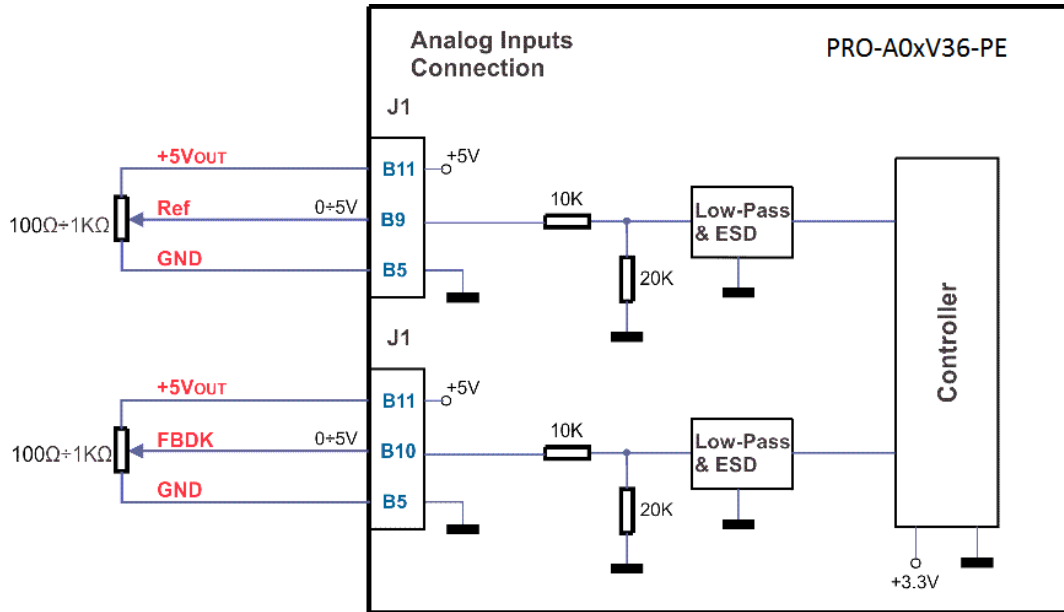 Analog Inputs
Connection
PRO-A0xV36-PE
J1
+5VOUT
B11
+5V
100Ω÷1KΩ
Ref
0÷5V
B9
10K
Low-Pass
& ESD
GND
B5
20K
Controller
J1
+5VOUT
B11
+5V
100Ω÷1KΩ
FBDK
0÷5V
B10
10K
Low-Pass
& ESD
GND
B5
20K
+3.3V